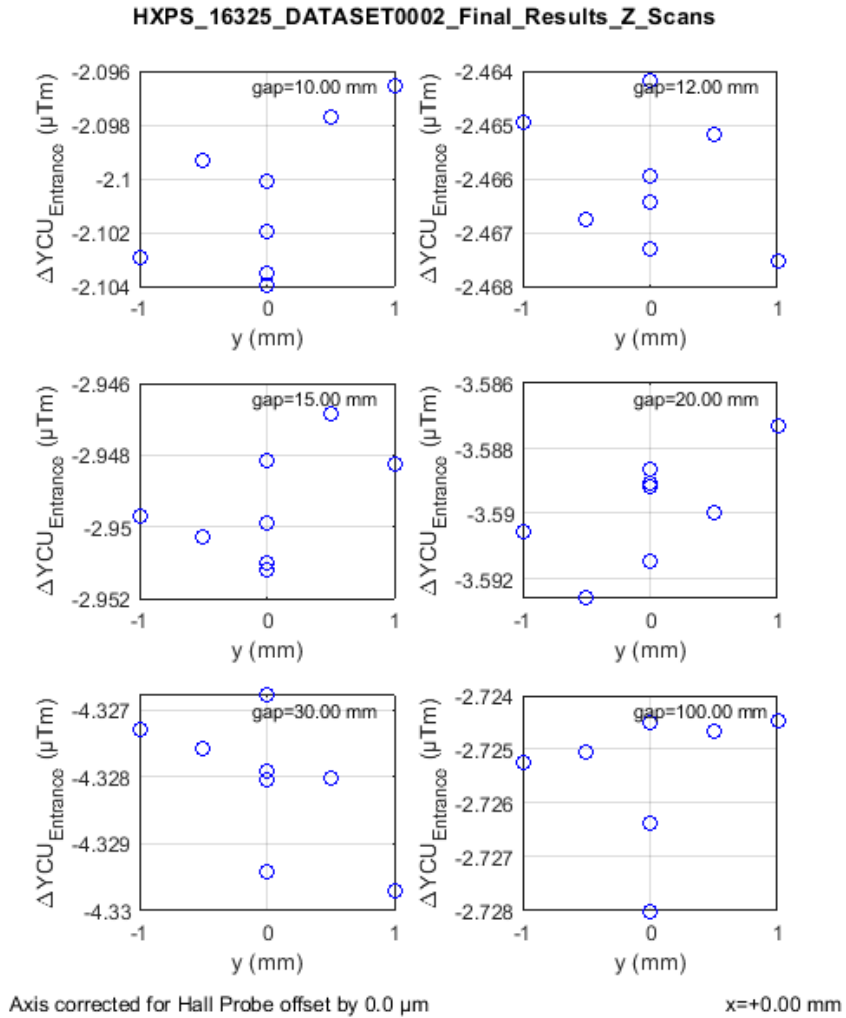 HXPS_16325_DATASET0002_Final_Results_Z_Scans
gap=10.00 mm
ΔYCU_Entrance (μTm)
-2.096
-2.098
-2.1
-2.102
-2.104
-1 0 1
y (mm)
gap=12.00 mm
ΔYCU_Entrance (μTm)
-2.464
-2.465
-2.466
-2.467
-2.468
-1 0 1
y (mm)
gap=15.00 mm
ΔYCU_Entrance (μTm)
-2.946
-2.948
-2.95
-2.952
-1 0 1
y (mm)
gap=20.00 mm
ΔYCU_Entrance (μTm)
-3.586
-3.588
-3.59
-3.592
-1 0 1
y (mm)
gap=30.00 mm
ΔYCU_Entrance (μTm)
-4.327
-4.328
-4.329
-4.33
-1 0 1
y (mm)
gap=100.00 mm
ΔYCU_Entrance (μTm)
-2.724
-2.725
-2.726
-2.727
-2.728
-1 0 1
y (mm)
Axis corrected for Hall Probe offset by 0.0 μm
x=+0.00 mm